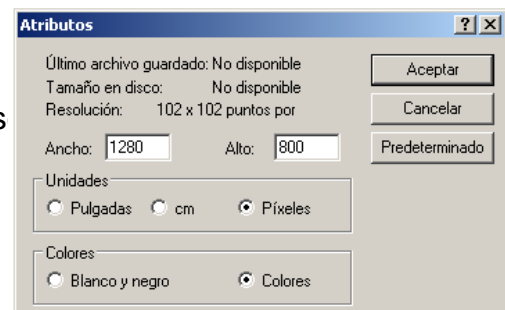 Atributos
Último archivo guardado: No disponible
Tamaño en disco: No disponible
Resolución: 102 x 102 puntos por
Ancho: 1280 Alto: 800
Unidades
Pulgadas cm Píxeles
Colores
Blanco y negro Colores
Aceptar
Cancelar
Predeterminado
s